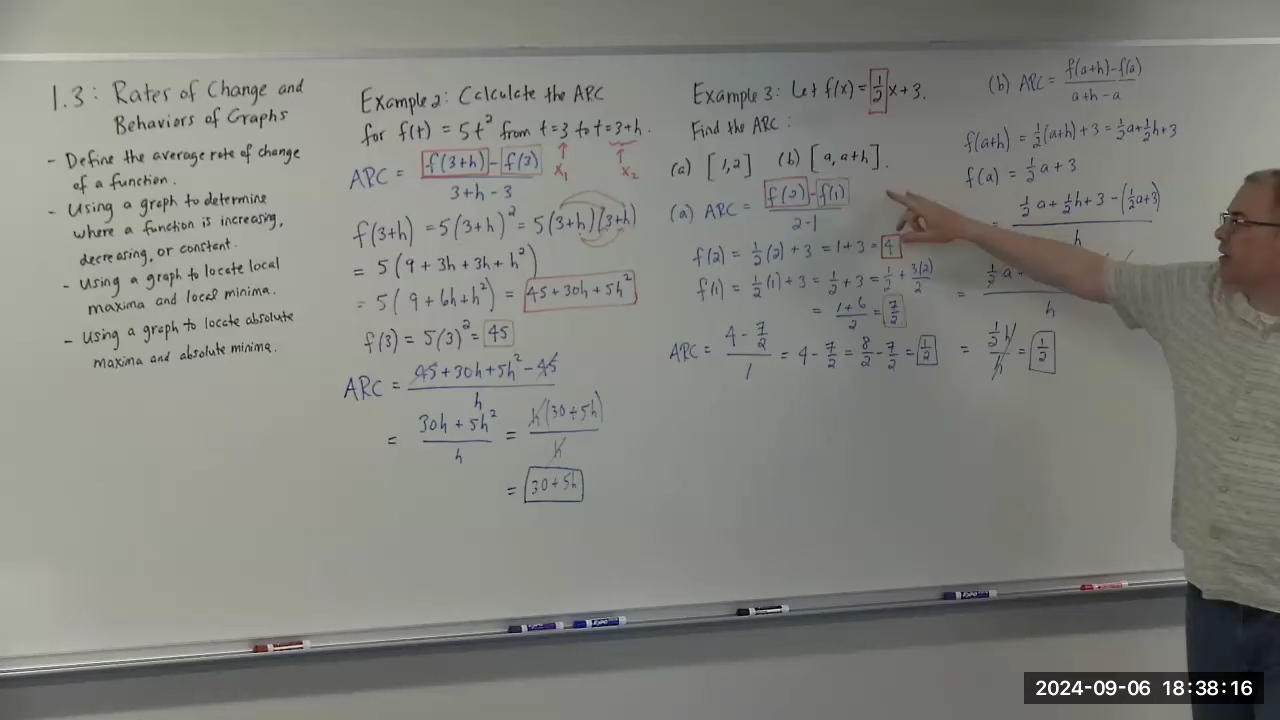 1.3: Rates of Change and
Behaviors of Graphs
- Define the average rate of change
of a function.
- Using a graph to determine
where a function is increasing,
decreasing, or constant.
- Using a graph to locate local
maxima and local minima.
- Using a graph to locate absolute
maxima and absolute minima.
Example 2: Calculate the ARC
for f(t) = 5t² from t=3 to t=3+h.
x₁ x₂
ARC = f(3+h) - f(3)
3+h-3
f(3+h) = 5(3+h)² = 5(3+h)(3+h)
= 5(9+3h+3h+h²)
= 5(9+6h+h²) = 45+30h+5h²
f(3) = 5(3)² = 45
ARC = 45+30h+5h²-45
h
= 30h+5h² = h(30+5h)
h h
= 30+5h
Example 3: Let f(x) = 1/2 x+3.
Find the ARC:
(a) [1,2] (b) [a, a+h].
(a) ARC = f(2)-f(1)
2-1
f(2) = 1/2(2)+3 = 1+3 = 4
f(1) = 1/2(1)+3 = 1/2+3 = 1/2 + 3(2)/2
= 1+6/2 = 7/2
ARC = 4 - 7/2
1
= 4 - 7/2 = 8/2 - 7/2 = 1/2
(b) ARC = f(a+h)-f(a)
a+h-a
f(a+h) = 1/2(a+h)+3 = 1/2a+1/2h+3
f(a) = 1/2a+3
= 1/2a+1/2h+3-(1/2a+3)
h
= 1/2a
h
= 1/2h = 1/2
h
EXPO
EXPO
2024-09-06 18:38:16